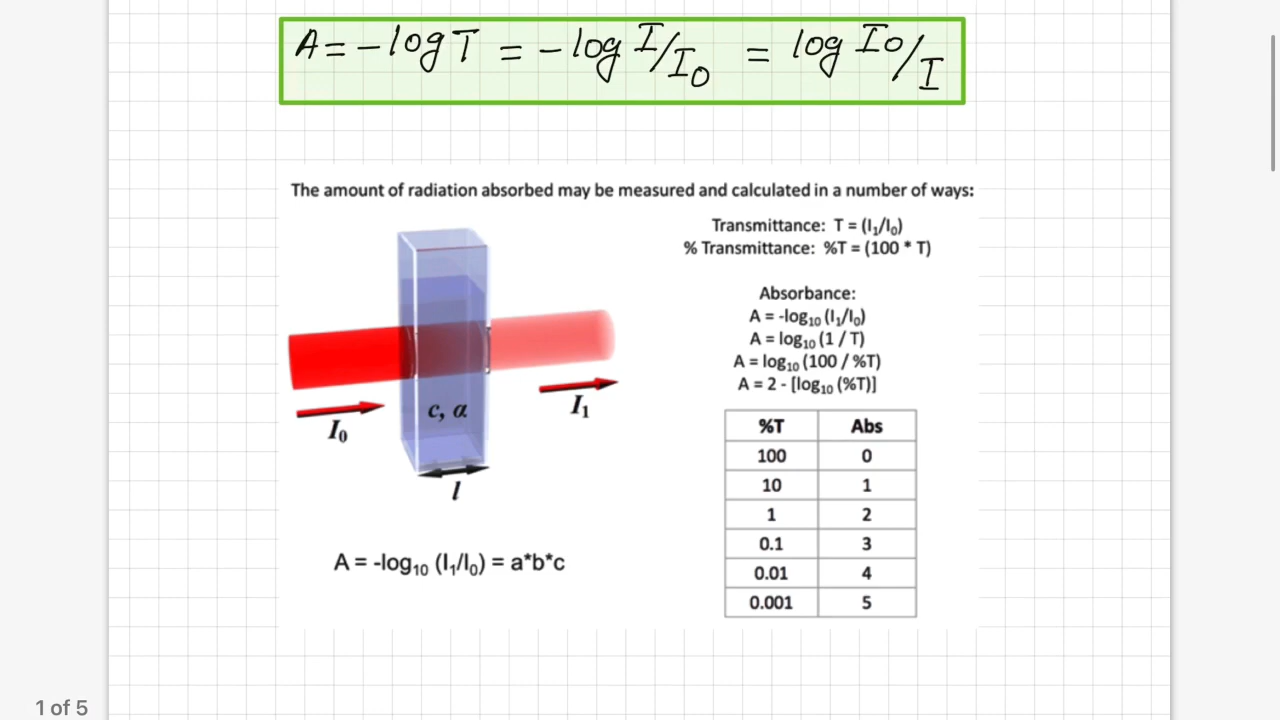 A = -log T = -log I/I0 = log I0/I
The amount of radiation absorbed may be measured and calculated in a number of ways:
Transmittance: T = (I₁/I₀)
% Transmittance: %T = (100 * T)
Absorbance:
A = -log₁₀ (I₁/I₀)
A = log₁₀ (1 / T)
A = log₁₀ (100 / %T)
A = 2 - [log₁₀ (%T)]
c, α
I₀
I₁
l
%T Abs
100 0
10 1
1 2
0.1 3
0.01 4
0.001 5
A = -log₁₀ (I₁/I₀) = a*b*c
1 of 5